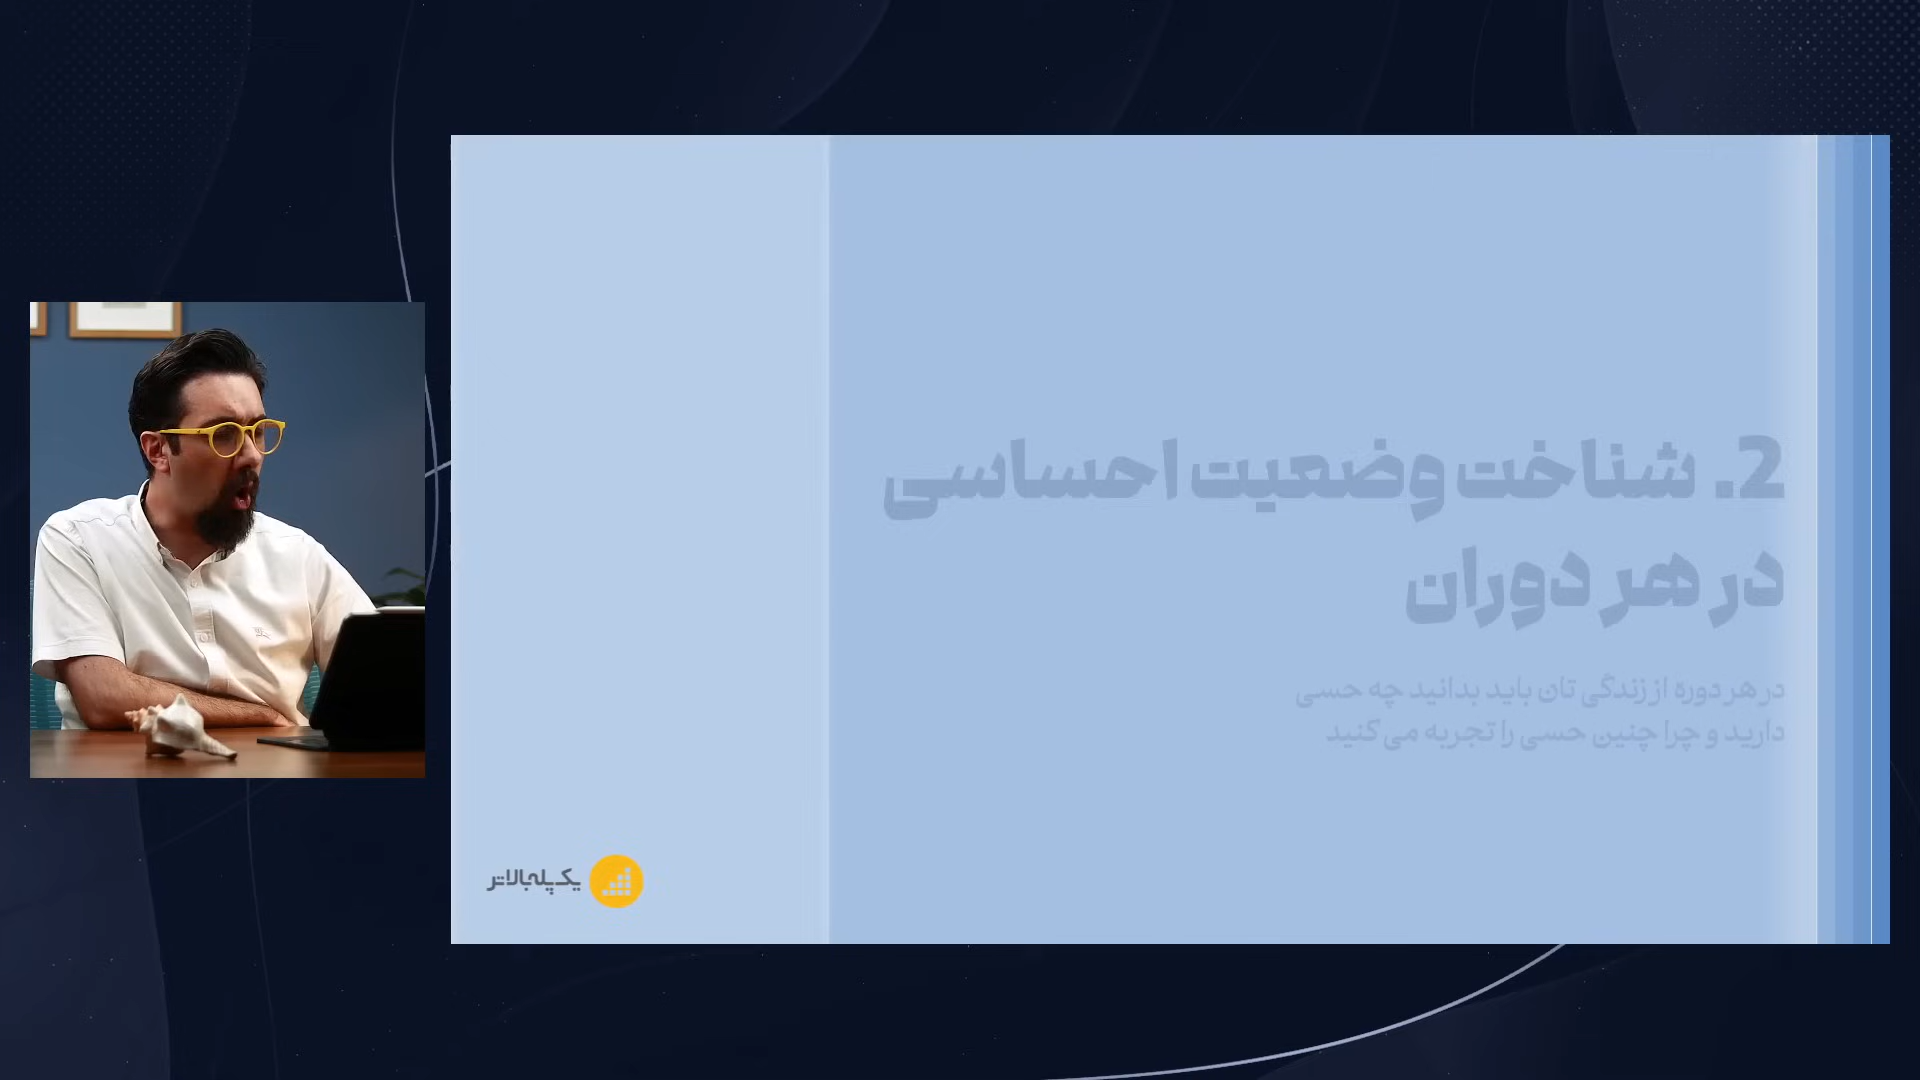 2. شناخت وضعیت احساسی
در هر دوران
در هر دوره از زندگی تان باید بدانید چه حسی
دارید و چرا چنین حسی را تجربه می کنید
یک پله بالاتر